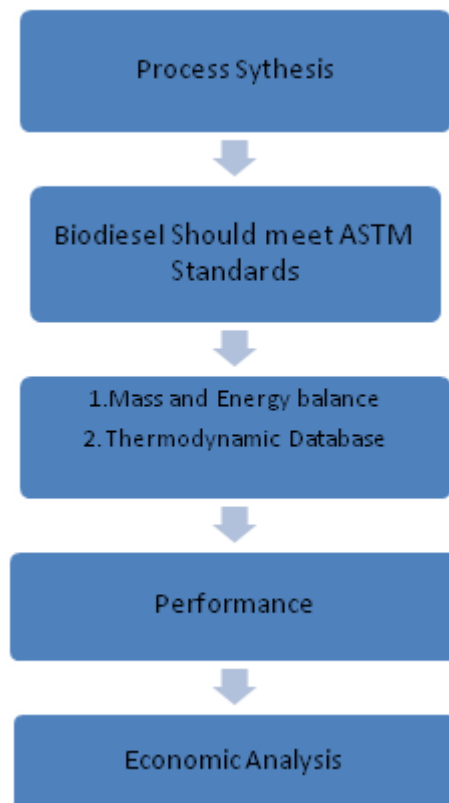 Process Sythesis
Biodiesel Should meet ASTM
Standards
1.Mass and Energy balance
2. Thermodynamic Database
Performance
Economic Analysis